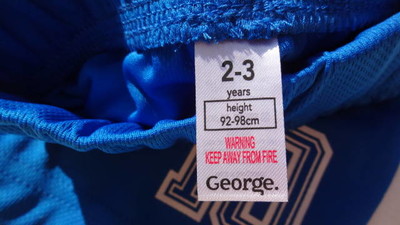 2-3
years
height
92-98cm
WARNING
KEEP AWAY FROM FIRE
George.